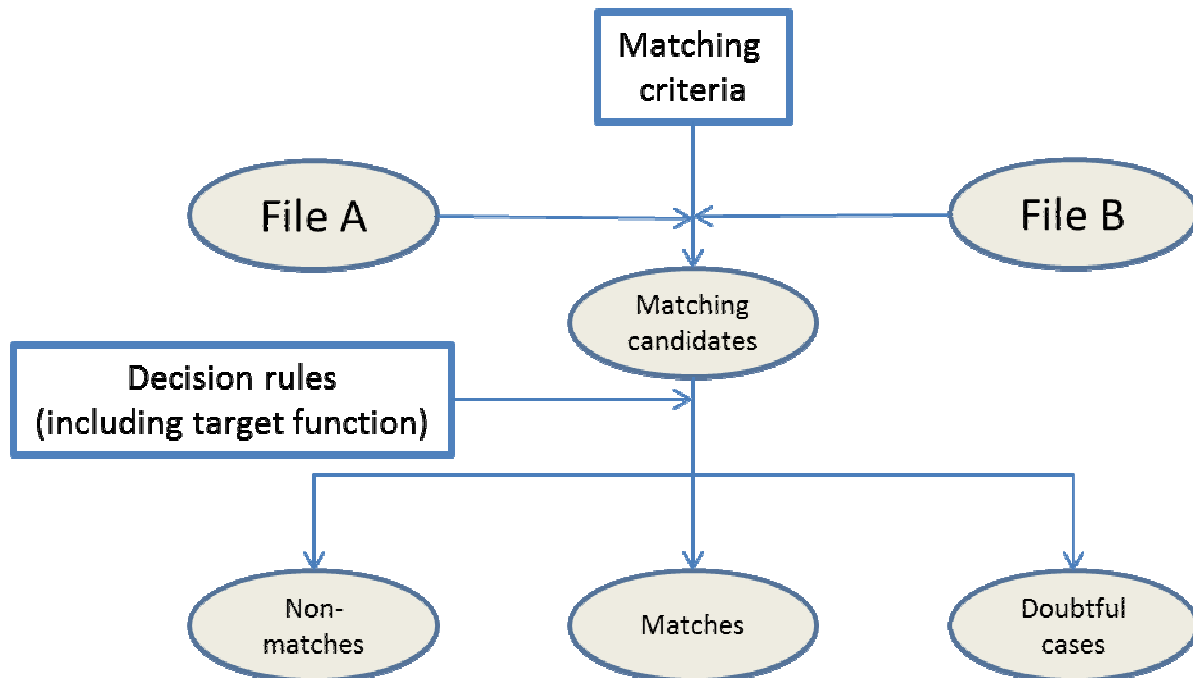 Matching
criteria
File A
File B
Matching
candidates
Decision rules
(including target function)
Non-
matches
Matches
Doubtful
cases